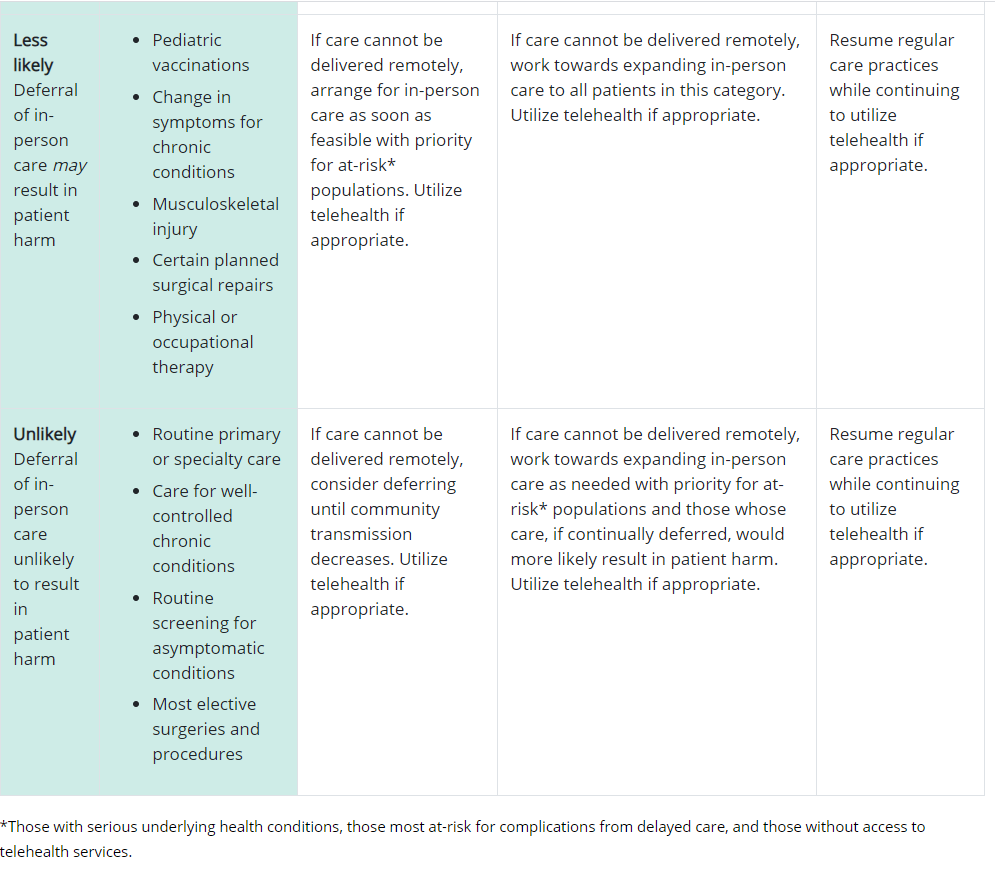 Less
likely
Deferral
of in-
person
care may
result in
patient
harm
• Pediatric
vaccinations
• Change in
symptoms for
chronic
conditions
• Musculoskeletal
injury
• Certain planned
surgical repairs
• Physical or
occupational
therapy
If care cannot be
delivered remotely,
arrange for in-person
care as soon as
feasible with priority
for at-risk*
populations. Utilize
telehealth if
appropriate.
If care cannot be delivered remotely,
work towards expanding in-person
care to all patients in this category.
Utilize telehealth if appropriate.
Resume regular
care practices
while continuing
to utilize
telehealth if
appropriate.
Unlikely
Deferral
of in-
person
care
unlikely
to result
in
patient
harm
• Routine primary
or specialty care
• Care for well-
controlled
chronic
conditions
• Routine
screening for
asymptomatic
conditions
• Most elective
surgeries and
procedures
If care cannot be
delivered remotely,
consider deferring
until community
transmission
decreases. Utilize
telehealth if
appropriate.
If care cannot be delivered remotely,
work towards expanding in-person
care as needed with priority for at-
risk* populations and those whose
care, if continually deferred, would
more likely result in patient harm.
Utilize telehealth if appropriate.
Resume regular
care practices
while continuing
to utilize
telehealth if
appropriate.
*Those with serious underlying health conditions, those most at-risk for complications from delayed care, and those without access to
telehealth services.